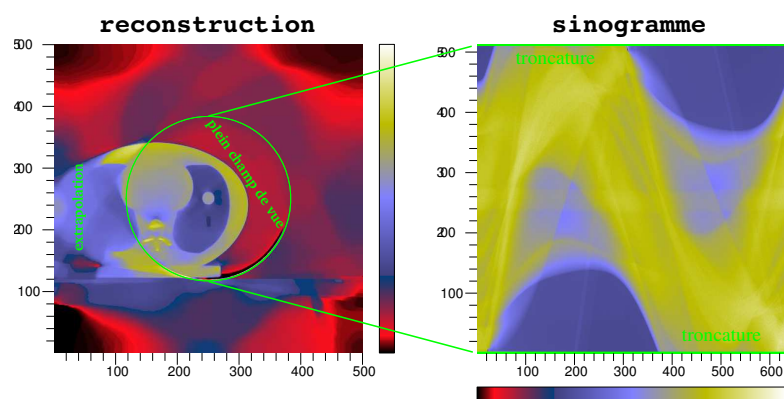 reconstruction
sinogramme
500
400
300
200
100
100 200 300 400 500
extrapolation
plein champ de vue
500
400
300
200
100
100 200 300 400 500 600
troncature
troncature